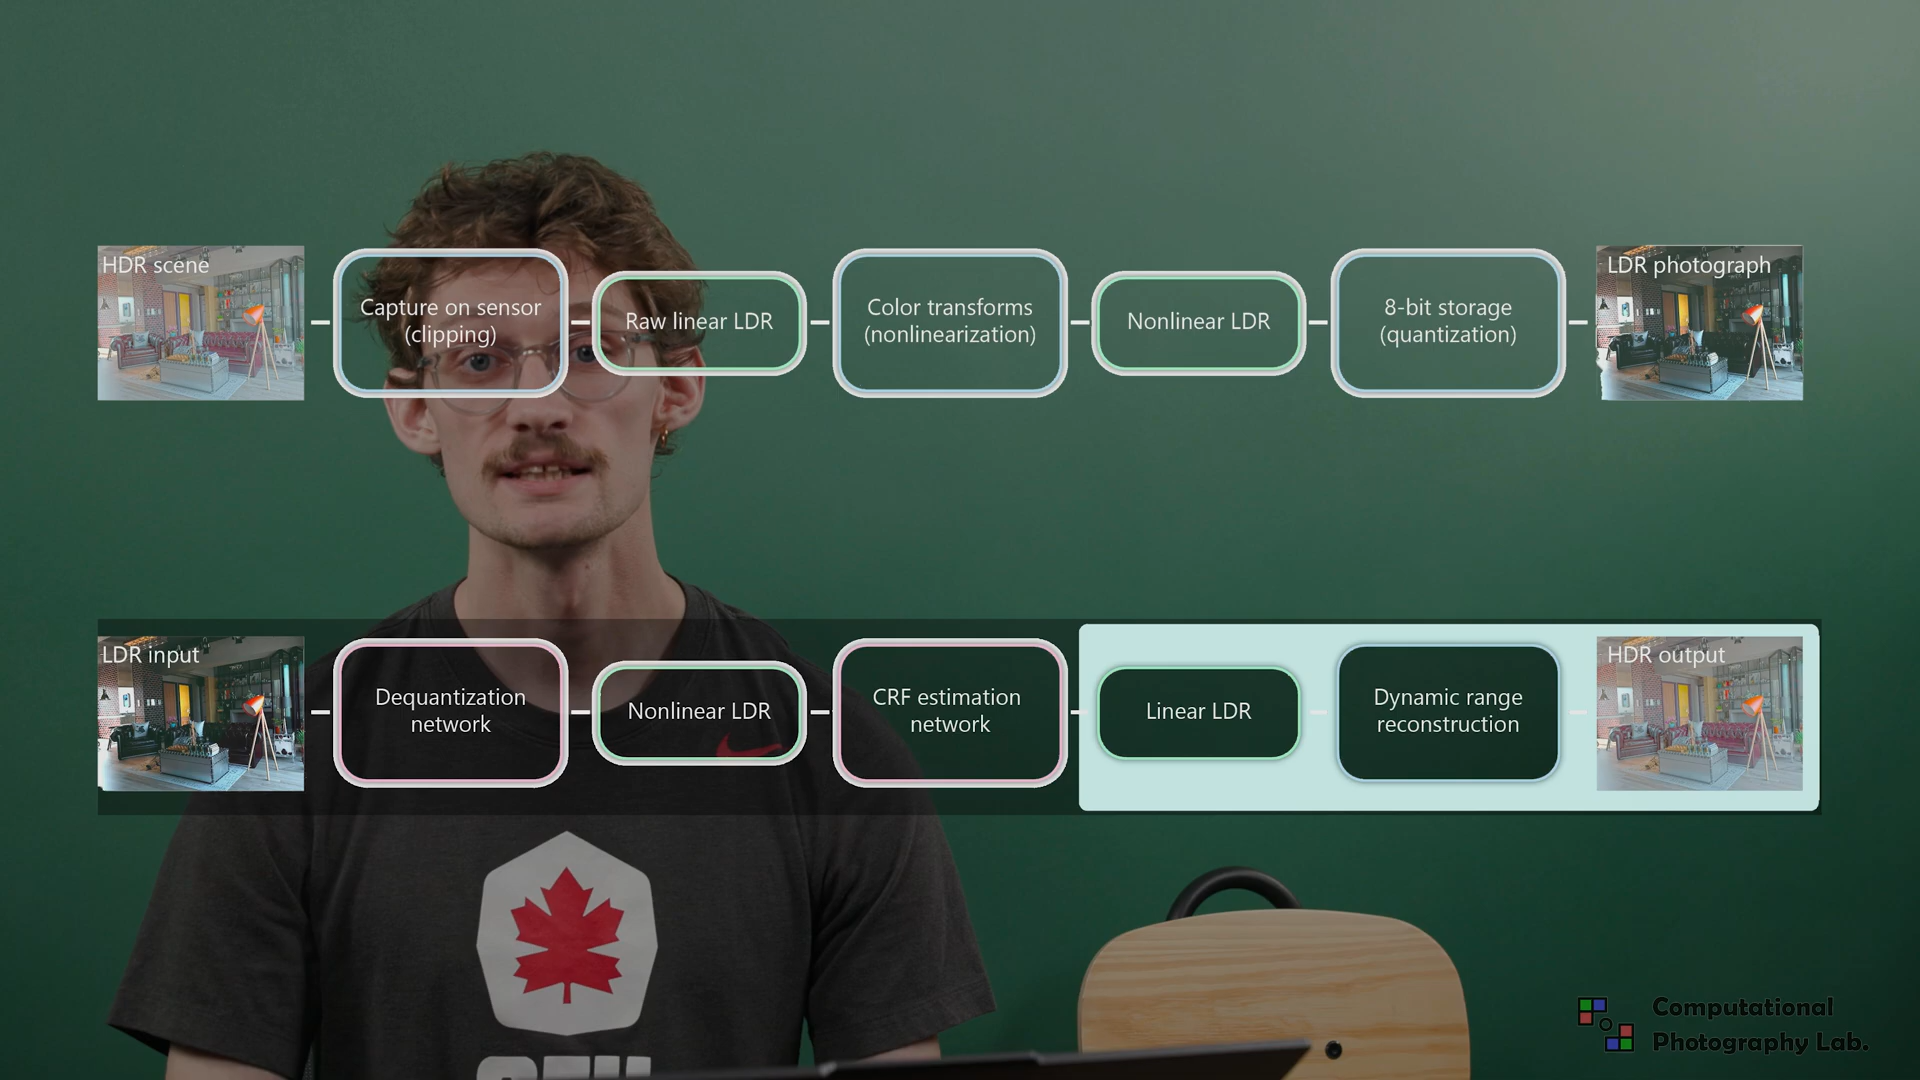 HDR scene
Capture on sensor
(clipping)
Raw linear LDR
Color transforms
(nonlinearization)
Nonlinear LDR
8-bit storage
(quantization)
LDR photograph
LDR input
Dequantization
network
Nonlinear LDR
CRF estimation
network
Linear LDR
Dynamic range
reconstruction
HDR output
Computational
Photography Lab.